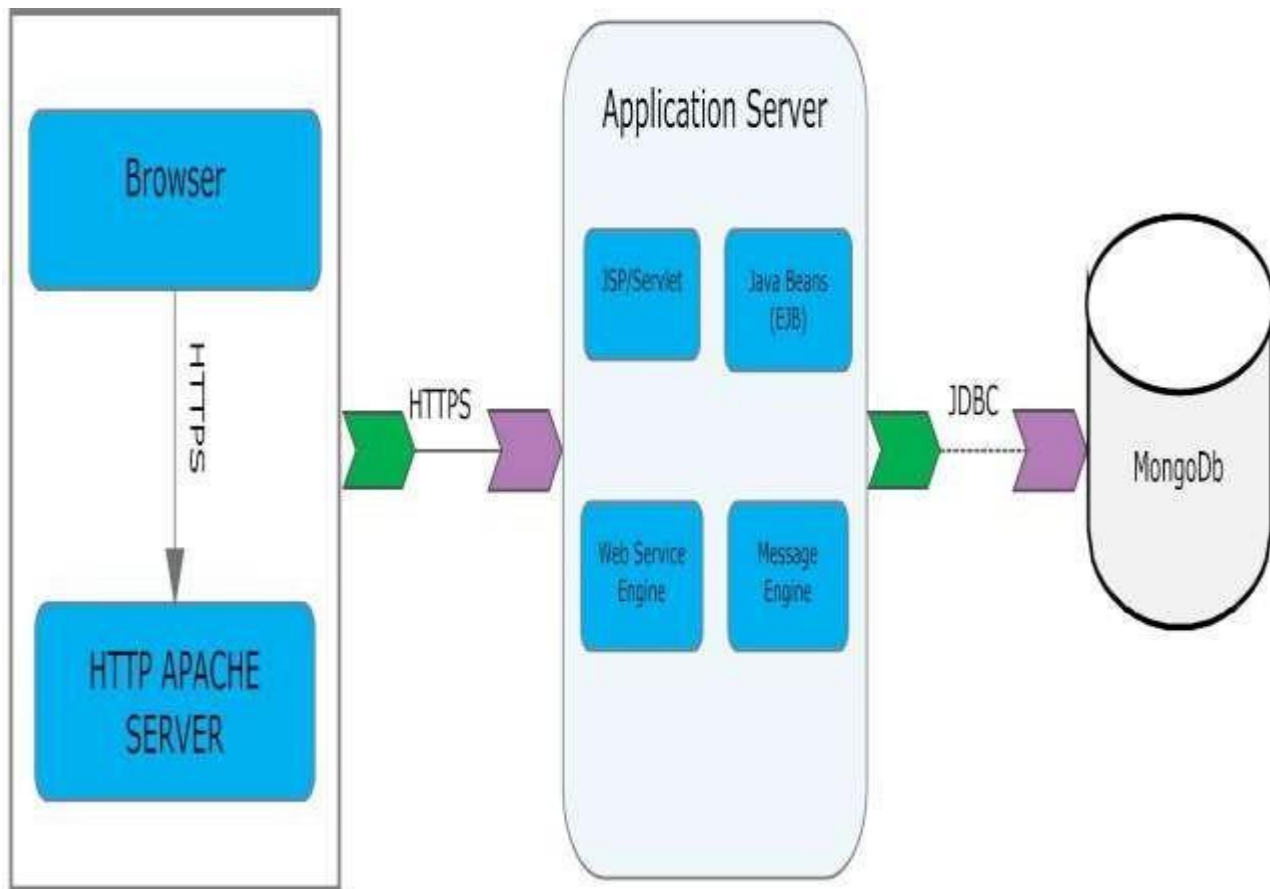 Browser
HTTPS
HTTP APACHE
SERVER
HTTPS
Application Server
JSP/Servlet
Java Beans
(EJB)
Web Service
Engine
Message
Engine
JDBC
MongoDb